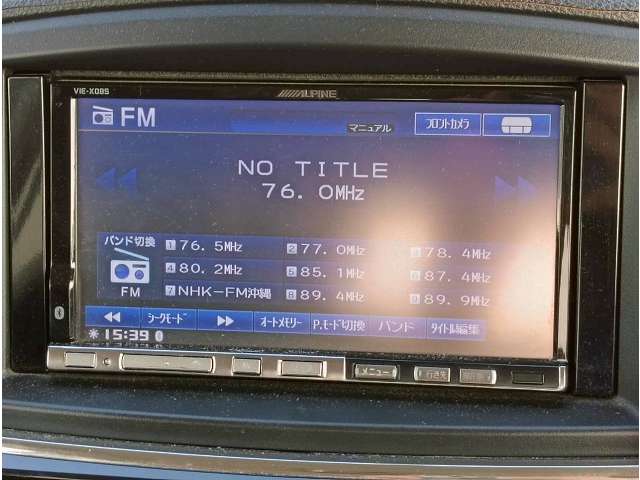 VIE-X08S
ALPINE
FM
マニュアル
フロントカメラ
NO TITLE
76.0MHz
バンド切換
FM
1 76.5MHz
2 77.0MHz
3 78.4MHz
4 80.2MHz
5 85.1MHz
6 87.4MHz
7 NHK-FM沖縄
8 89.4MHz
9 89.9MHz
シークモード
オートメモリー
P.モード切換
バンド
タイトル編集
15:39
メニュー
行き先